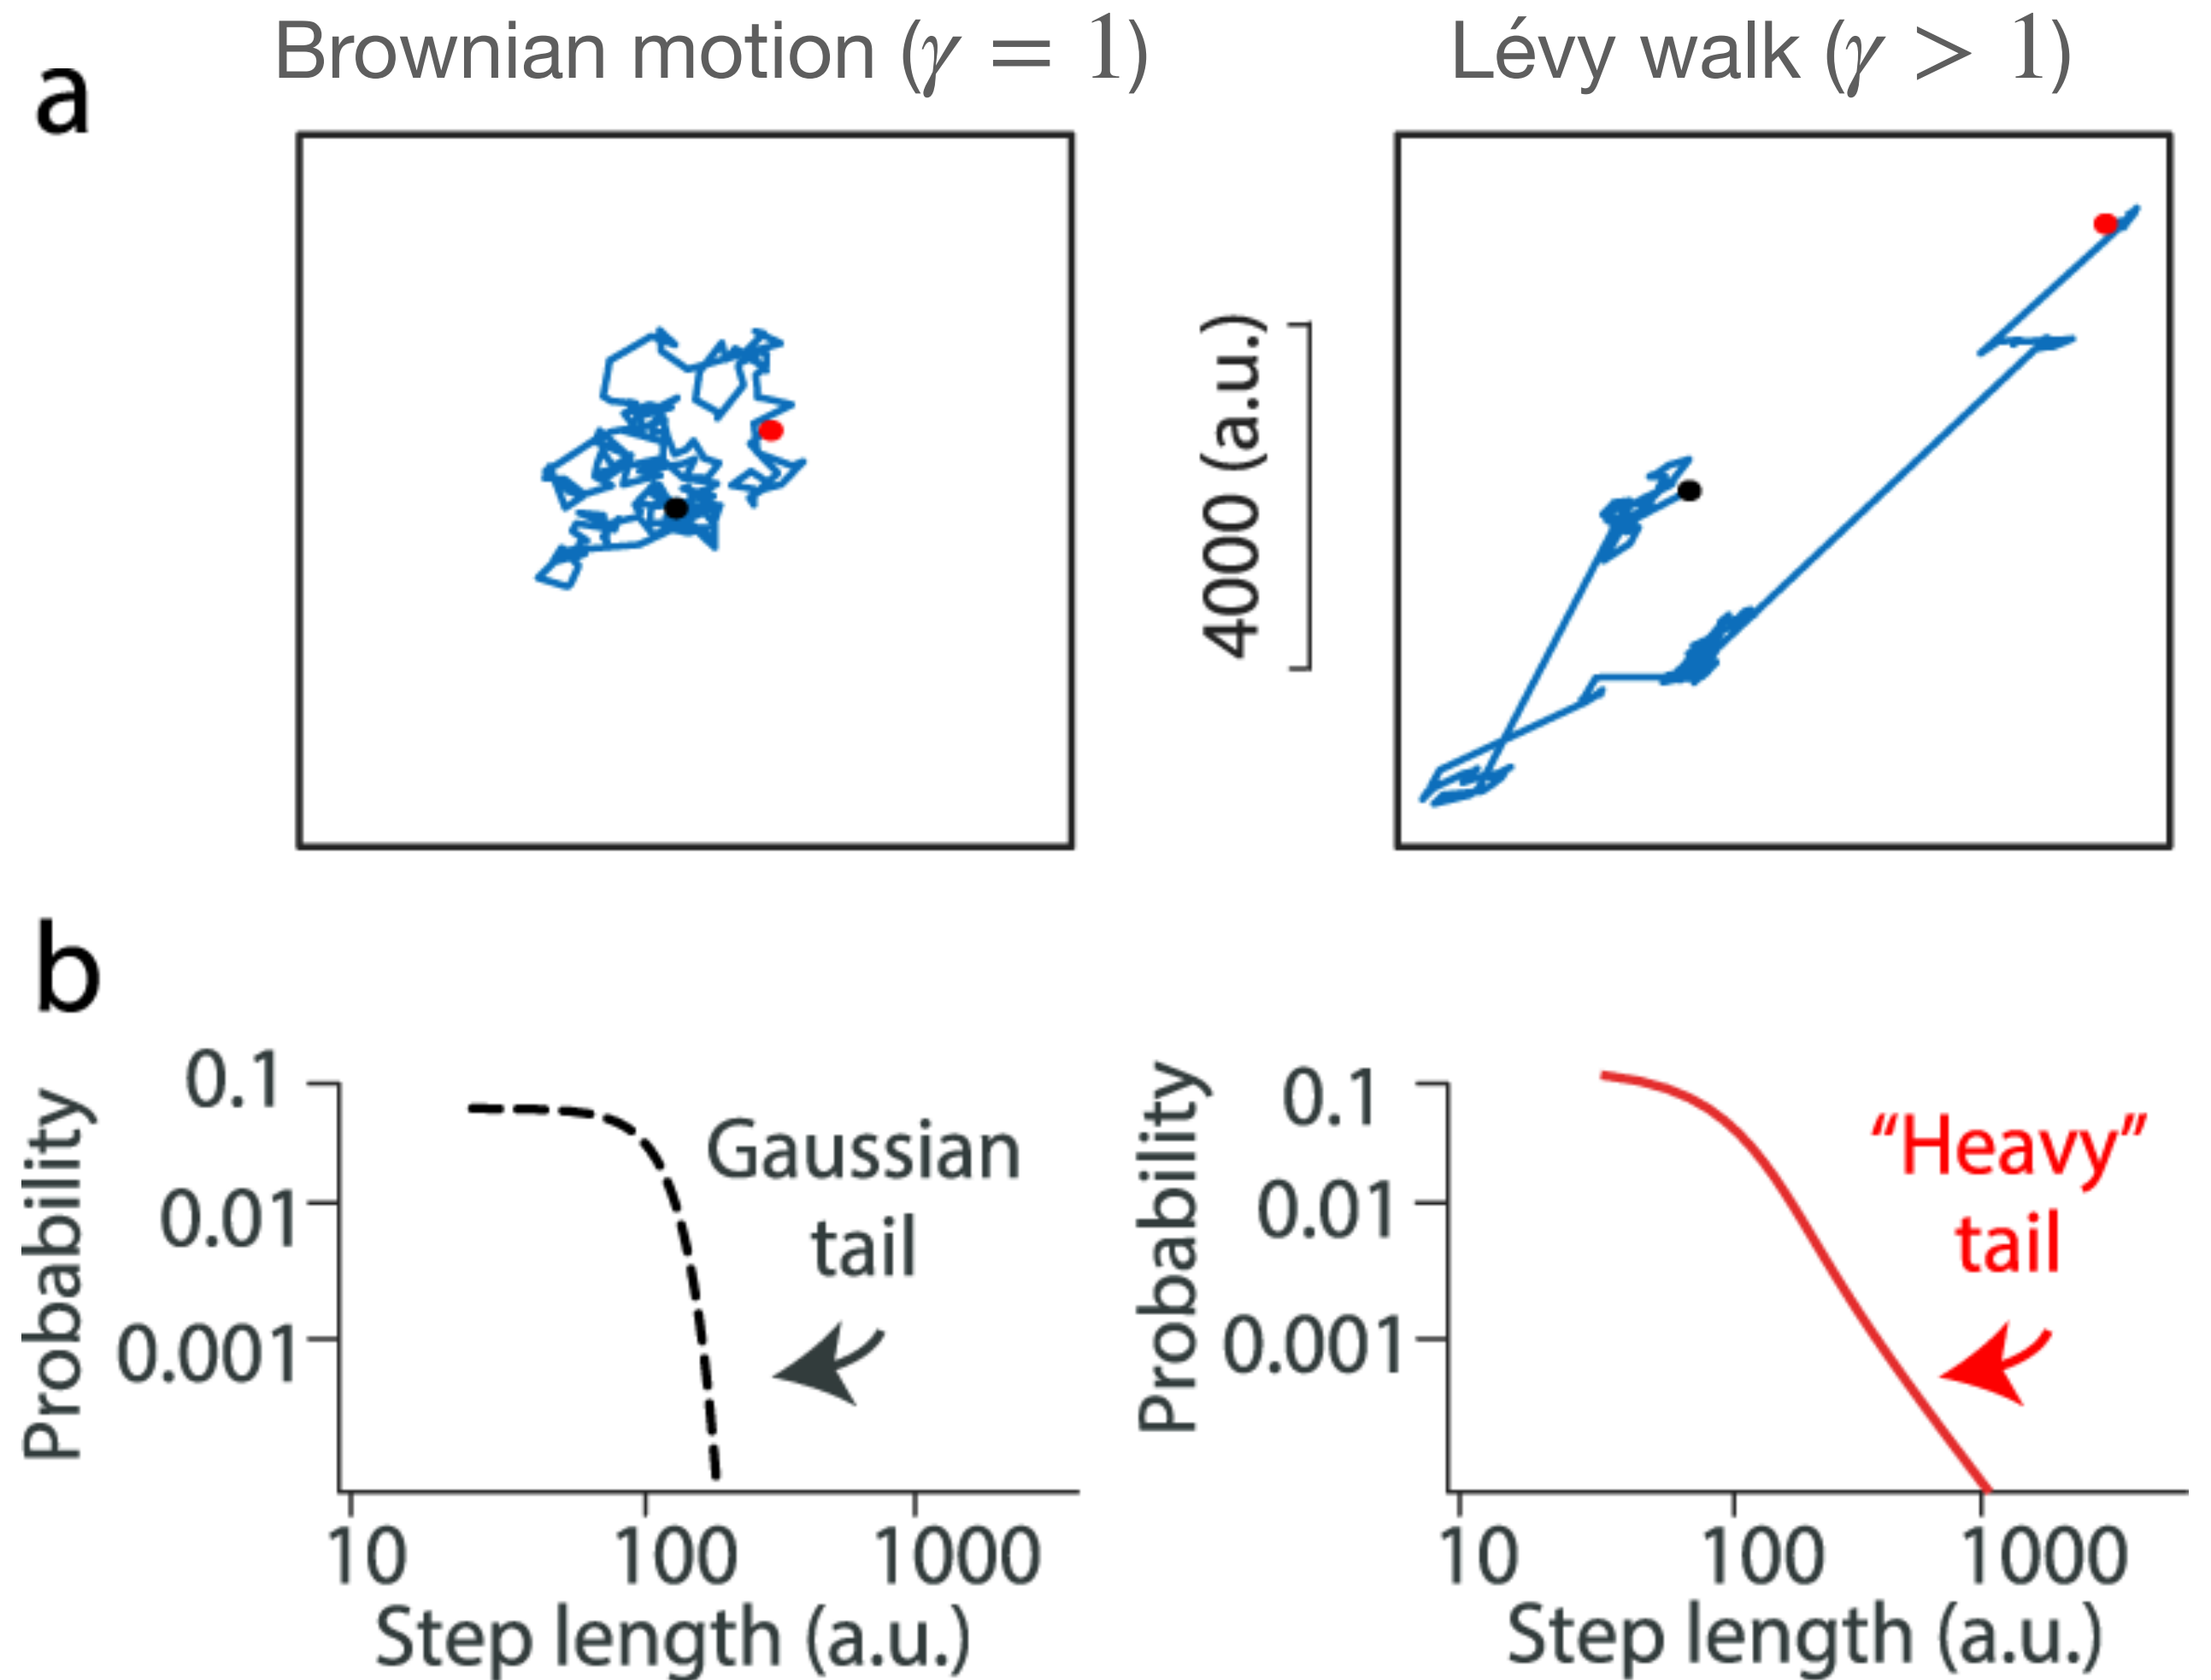 a
Brownian motion (γ = 1)
Lévy walk (γ > 1)
4000 (a.u.)
b
Probability
0.1
0.01
0.001
Gaussian
tail
10
100
1000
Step length (a.u.)
Probability
0.1
0.01
0.001
“Heavy”
tail
10
100
1000
Step length (a.u.)